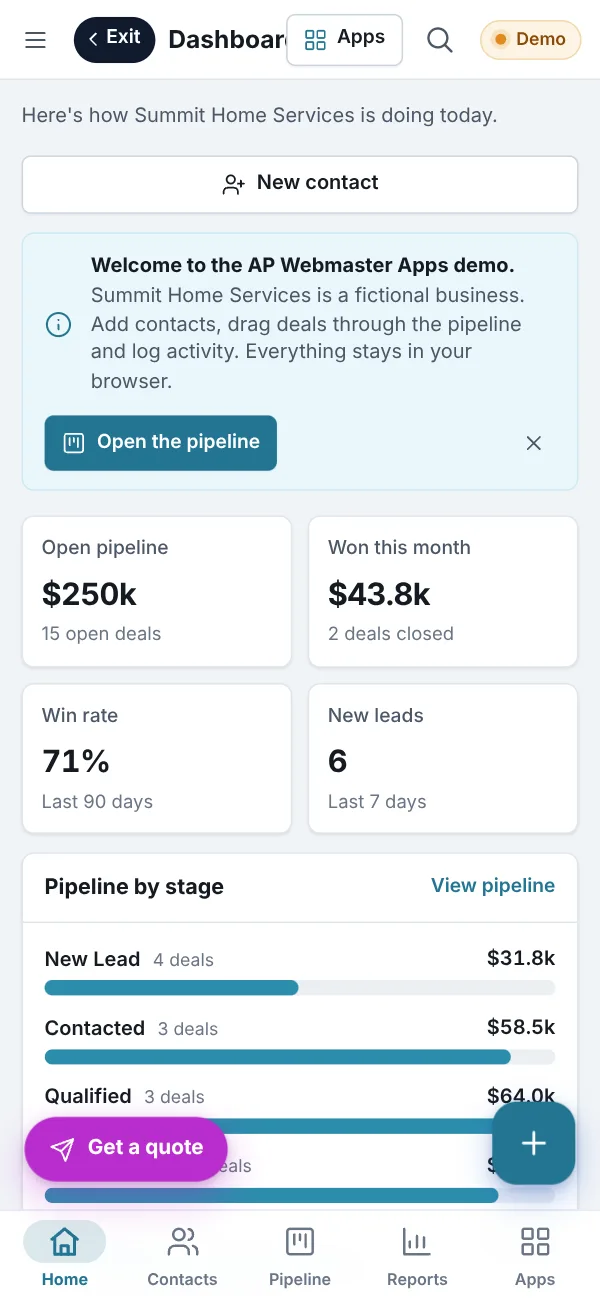 Exit
Dashboar
Apps
Demo
Here's how Summit Home Services is doing today.
New contact
Welcome to the AP Webmaster Apps demo.
Summit Home Services is a fictional business.
Add contacts, drag deals through the pipeline
and log activity. Everything stays in your
browser.
Open the pipeline
Open pipeline
$250k
15 open deals
Won this month
$43.8k
2 deals closed
Win rate
71%
Last 90 days
New leads
6
Last 7 days
Pipeline by stage
View pipeline
New Lead 4 deals $31.8k
Contacted 3 deals $58.5k
Qualified 3 deals $64.0k
Get a quote
eals
Home
Contacts
Pipeline
Reports
Apps